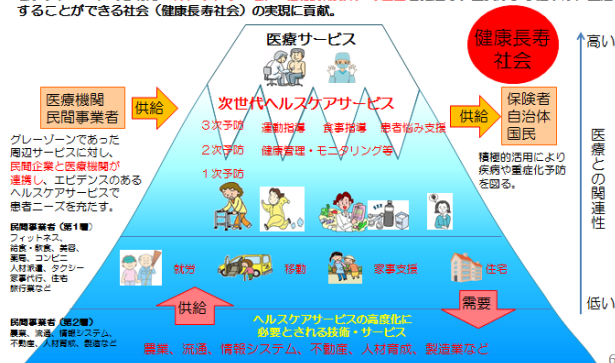 することができる社会（健康長寿社会）の実現に貢献。
医療サービス
健康長寿
社会
高い
医療機関
民間事業者
供給
次世代ヘルスケアサービス
供給
保険者
自治体
国民
3次予防 運動指導 食事指導 患者悩み支援
2次予防 健康管理・モニタリング等
1次予防
グレーゾーンであった
周辺サービスに対し、
民間企業と医療機関が
連携し、エビデンスのある
ヘルスケアサービスで
患者ニーズを充たす。
積極的活用により
疾病や重症化予防
を図る。
医療との関連性
民間事業者（第1層）
フィットネス、
給食・飲食、美容、
薬局、コンビニ
人材派遣、タクシー
家事代行、住宅
旅行業など
就労
移動
家事支援
住宅
供給
需要
低い
民間事業者（第2層）
農業、流通、情報システム、
不動産、人材育成、製造など
ヘルスケアサービスの高度化に
必要とされる技術・サービス
農業、流通、情報システム、不動産、人材育成、製造業など
6